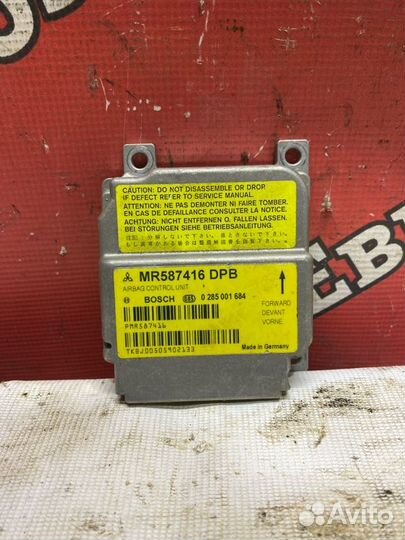 CAUTION: DO NOT DISASSEMBLE OR DROP
IF DEFECT REFER TO SERVICE MANUAL.
ATTENTION: NE PAS DEMONTER NI FAIRE TOMBER.
EN CAS DE DEFAILLANCE CONSULTER LA NOTICE.
ACHTUNG: NICHT ENTFERNEN O. FALLEN LASSEN.
BEI STÖRUNGEN SIEHE BETRIEBSANLEITUNG.
MR587416 DPB
AIRBAG CONTROL UNIT
BOSCH 0 285 001 684
FORWARD
DEVANT
VORNE
PMR587416
TKBJ00505902133
Made in Germany
Avito